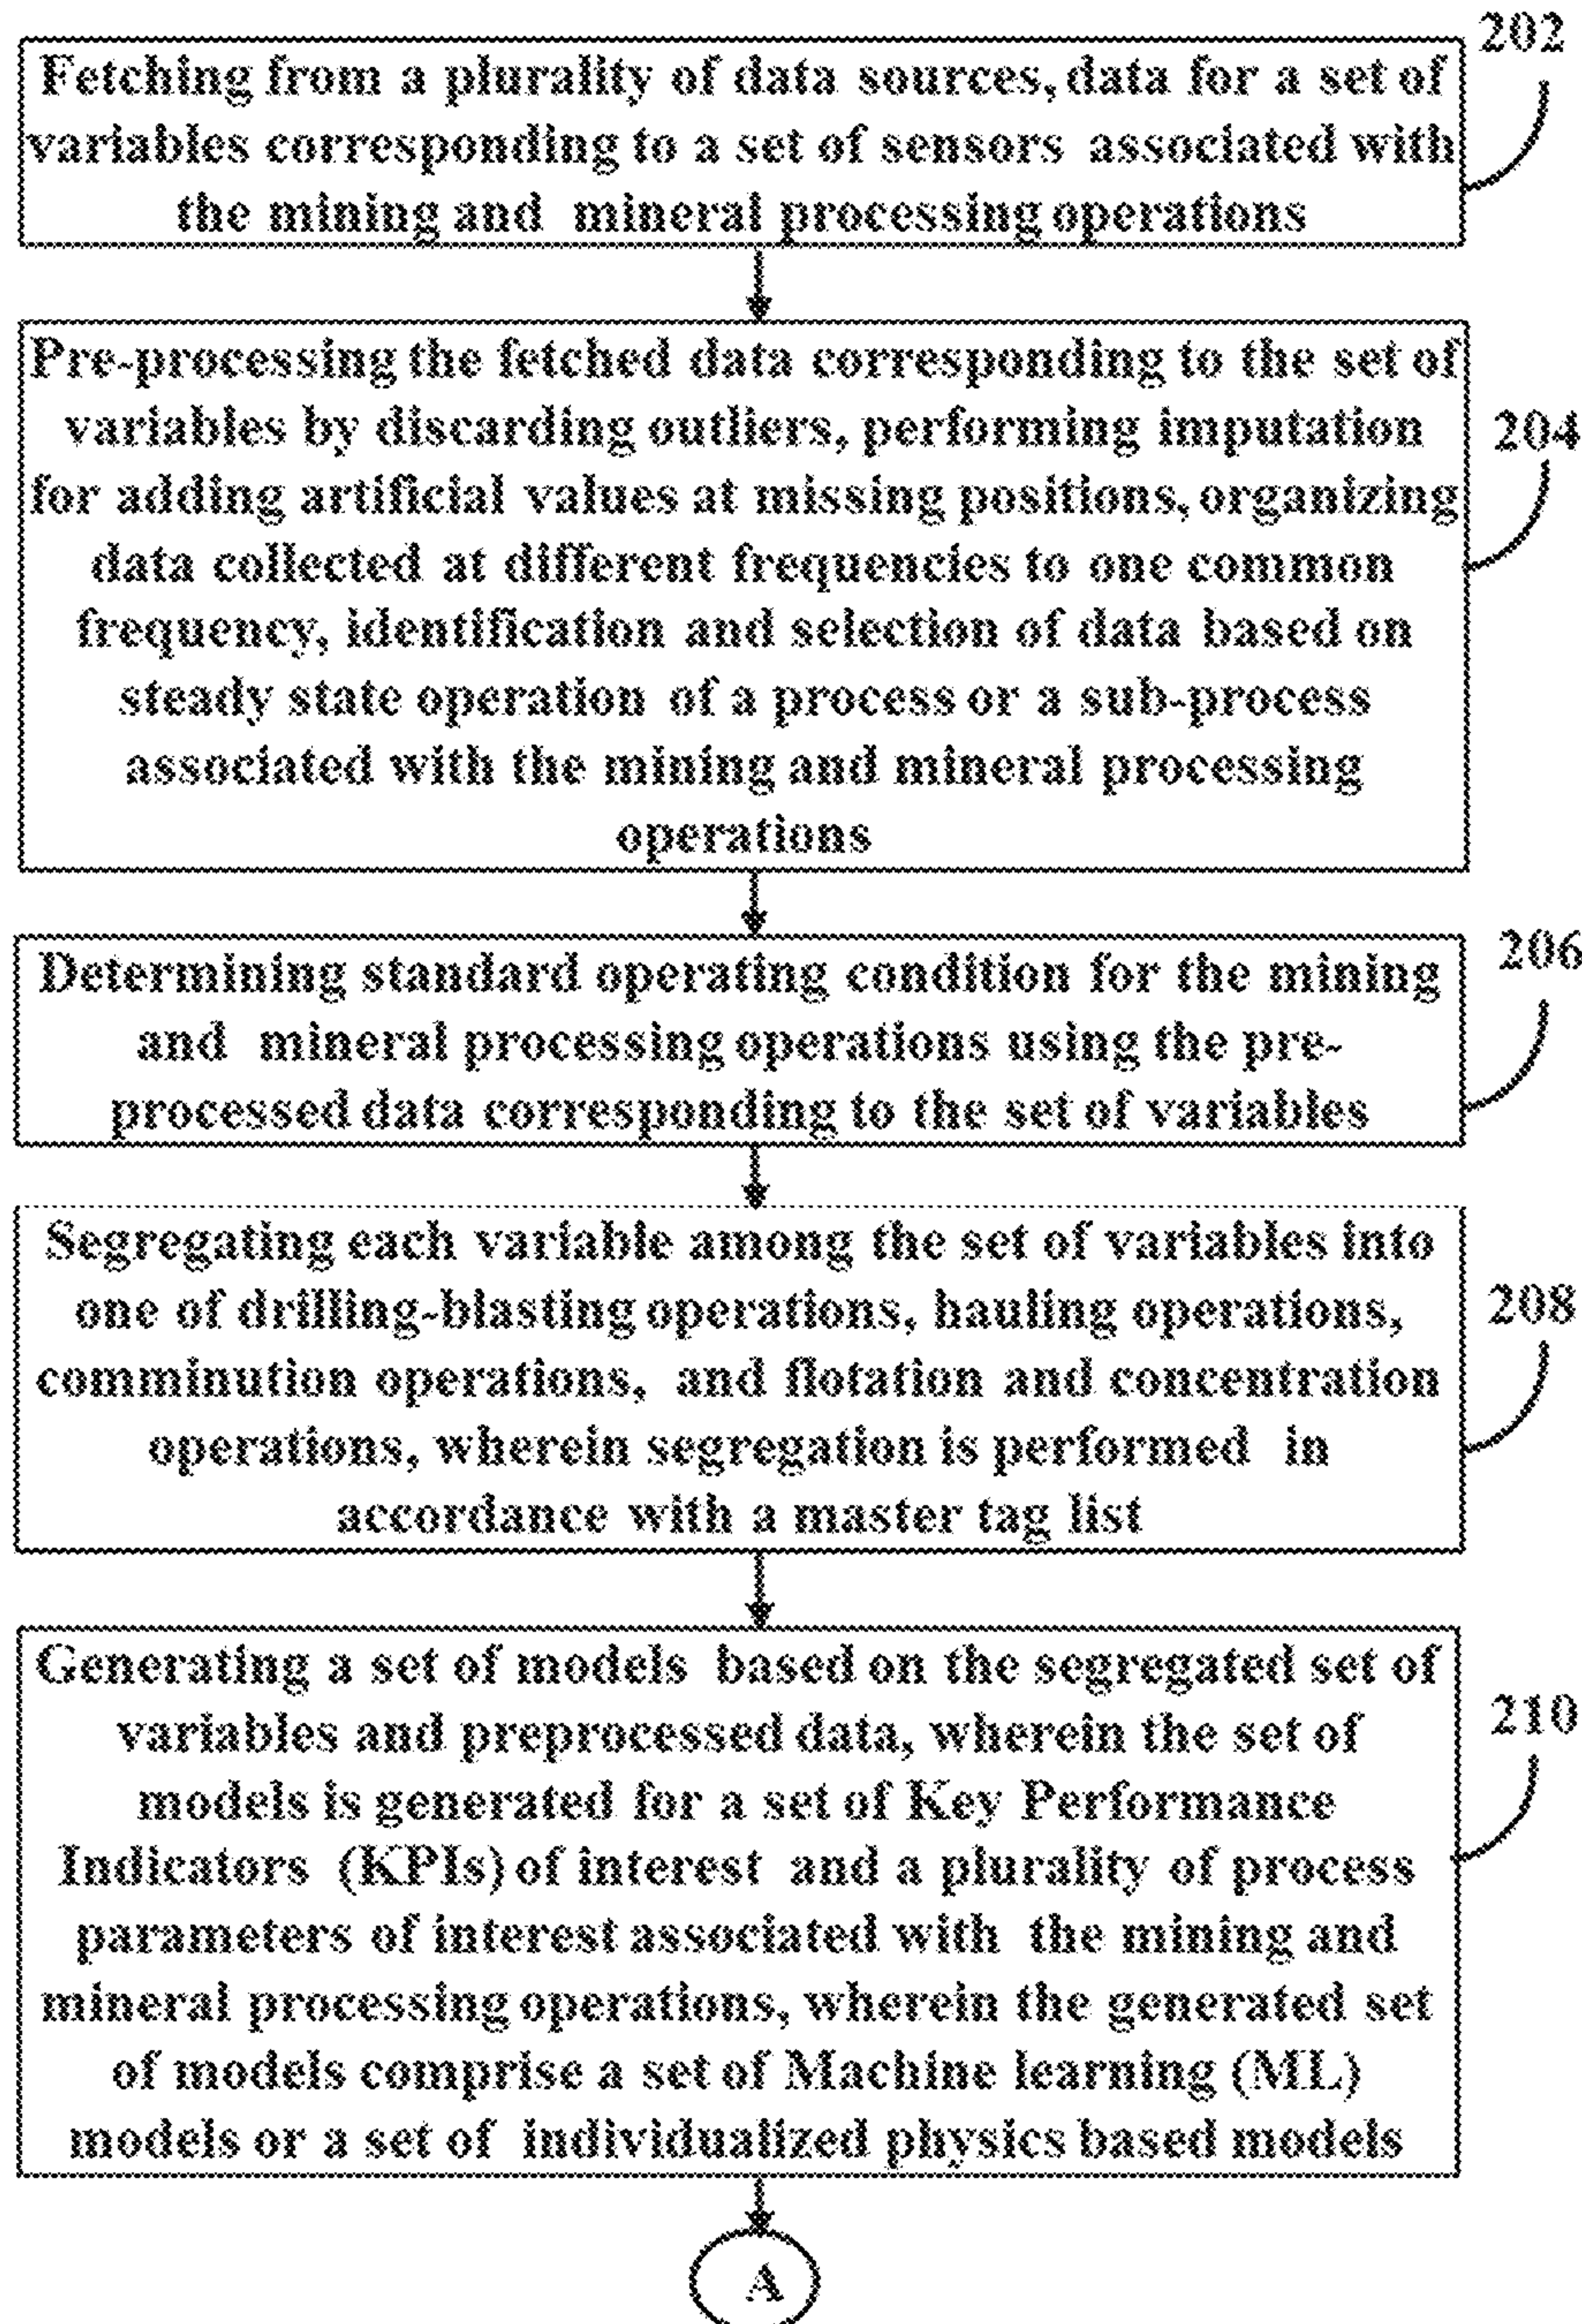 202
Fetching from a plurality of data sources, data for a set of
variables corresponding to a set of sensors associated with
the mining and mineral processing operations
Pre-processing the fetched data corresponding to the set of
variables by discarding outliers, performing imputation
204
for adding artificial values at missing positions, organizing
data collected at different frequencies to one common
frequency, identification and selection of data based on
steady state operation of a process or a sub-process
associated with the mining and mineral processing
operations
206
Determining standard operating condition for the mining
and mineral processing operations using the pre-
processed data corresponding to the set of variables
Segregating each variable among the set of variables into
one of drilling-blasting operations, hauling operations,
208
comminution operations, and flotation and concentration
operations, wherein segregation is performed in
accordance with a master tag list
Generating a set of models based on the segregated set of
210
variables and preprocessed data, wherein the set of
models is generated for a set of Key Performance
Indicators (KPIs) of interest and a plurality of process
parameters of interest associated with the mining and
mineral processing operations, wherein the generated set
of models comprise a set of Machine learning (ML)
models or a set of individualized physics based models
A